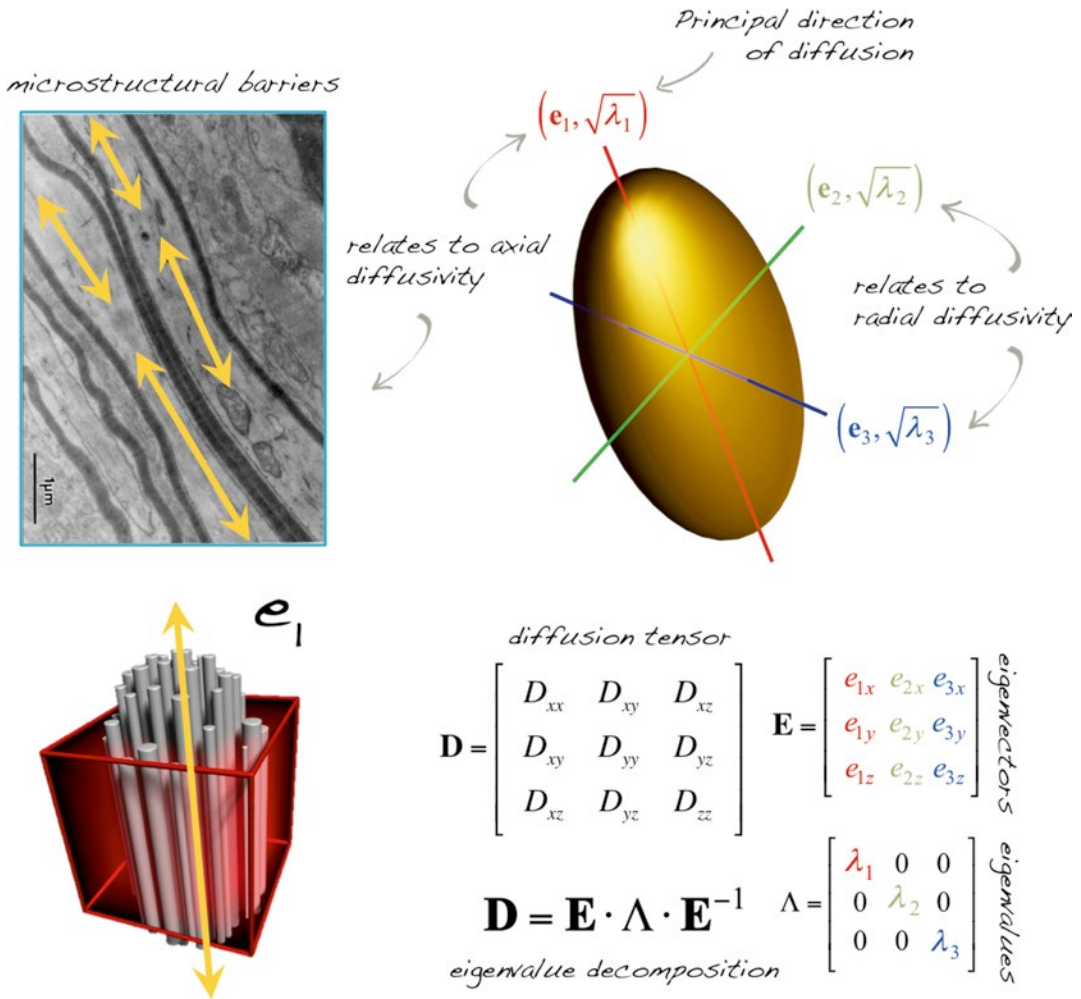 Principal direction
of diffusion
microstructural barriers
(e₁, √λ₁)
(e₂, √λ₂)
relates to axial
diffusivity
relates to
radial diffusivity
(e₃, √λ₃)
1μm
e₁
diffusion tensor
D = [ Dxx Dxy Dxz
Dxy Dyy Dyz
Dxz Dyz Dzz ]
E = [ e1x e2x e3x
e1y e2y e3y
e1z e2z e3z ]
eigenvectors
D = E · Λ · E⁻¹
eigenvalue decomposition
Λ = [ λ₁ 0 0
0 λ₂ 0
0 0 λ₃ ]
eigenvalues